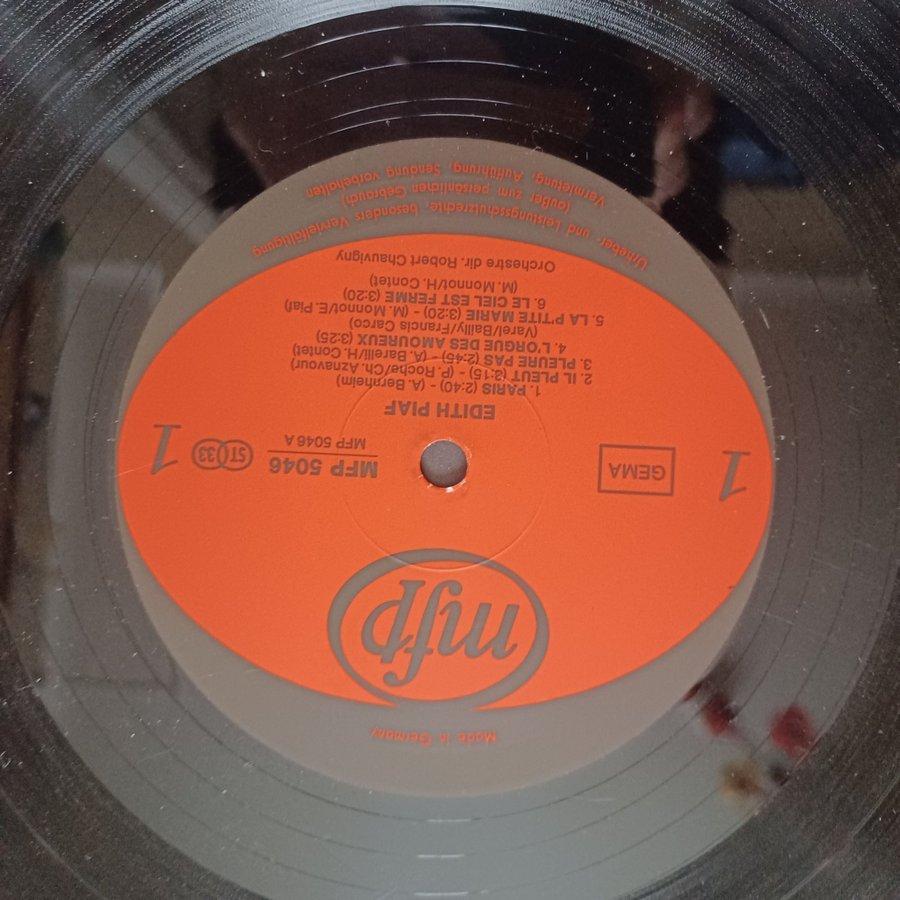 Made in Germany
mfp
1
GEMA
MFP 5046
MFP 5046 A
ST 33
1
EDITH PIAF
1. PARIS (2:40) - (A. Bernheim)
2. IL PLEUT (3:15) - (P. Roche/Ch. Aznavour)
3. PLEURE PAS (2:45) - (A. Barelli/H. Contet)
4. L'ORGUE DES AMOUREUX (3:25)
(Varel/Bailly/Francis Carco)
5. LA P'TITE MARIE (3:20) - (M. Monnot/E. Piaf)
6. LE CIEL EST FERME (3:20)
(M. Monnot/H. Contet)
Orchestre dir. Robert Chauvigny
Urheber- und Leistungsschutzrechte, besonders Vervielfältigung
(außer zum persönlichen Gebrauch)
Vermietung, Aufführung, Sendung vorbehalten